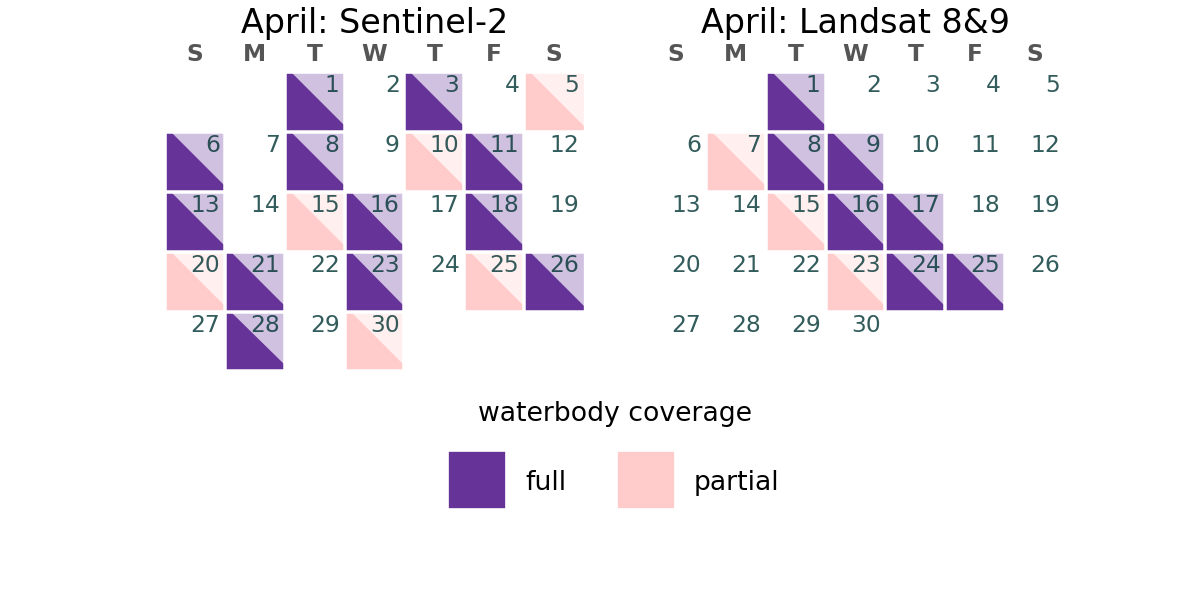 April: Sentinel-2
S M T W T F S
1 2 3 4 5
6 7 8 9 10 11 12
13 14 15 16 17 18 19
20 21 22 23 24 25 26
27 28 29 30
April: Landsat 8&9
S M T W T F S
1 2 3 4 5
6 7 8 9 10 11 12
13 14 15 16 17 18 19
20 21 22 23 24 25 26
27 28 29 30
waterbody coverage
full partial